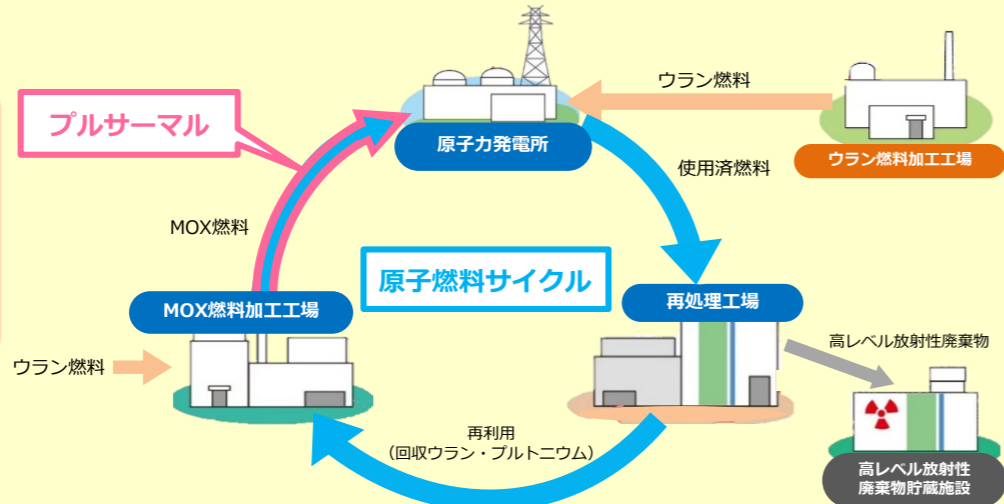 プルサーマル
原子力発電所
ウラン燃料
ウラン燃料加工工場
使用済燃料
MOX燃料
原子燃料サイクル
MOX燃料加工工場
再処理工場
ウラン燃料
高レベル放射性廃棄物
再利用
（回収ウラン・プルトニウム）
高レベル放射性
廃棄物貯蔵施設